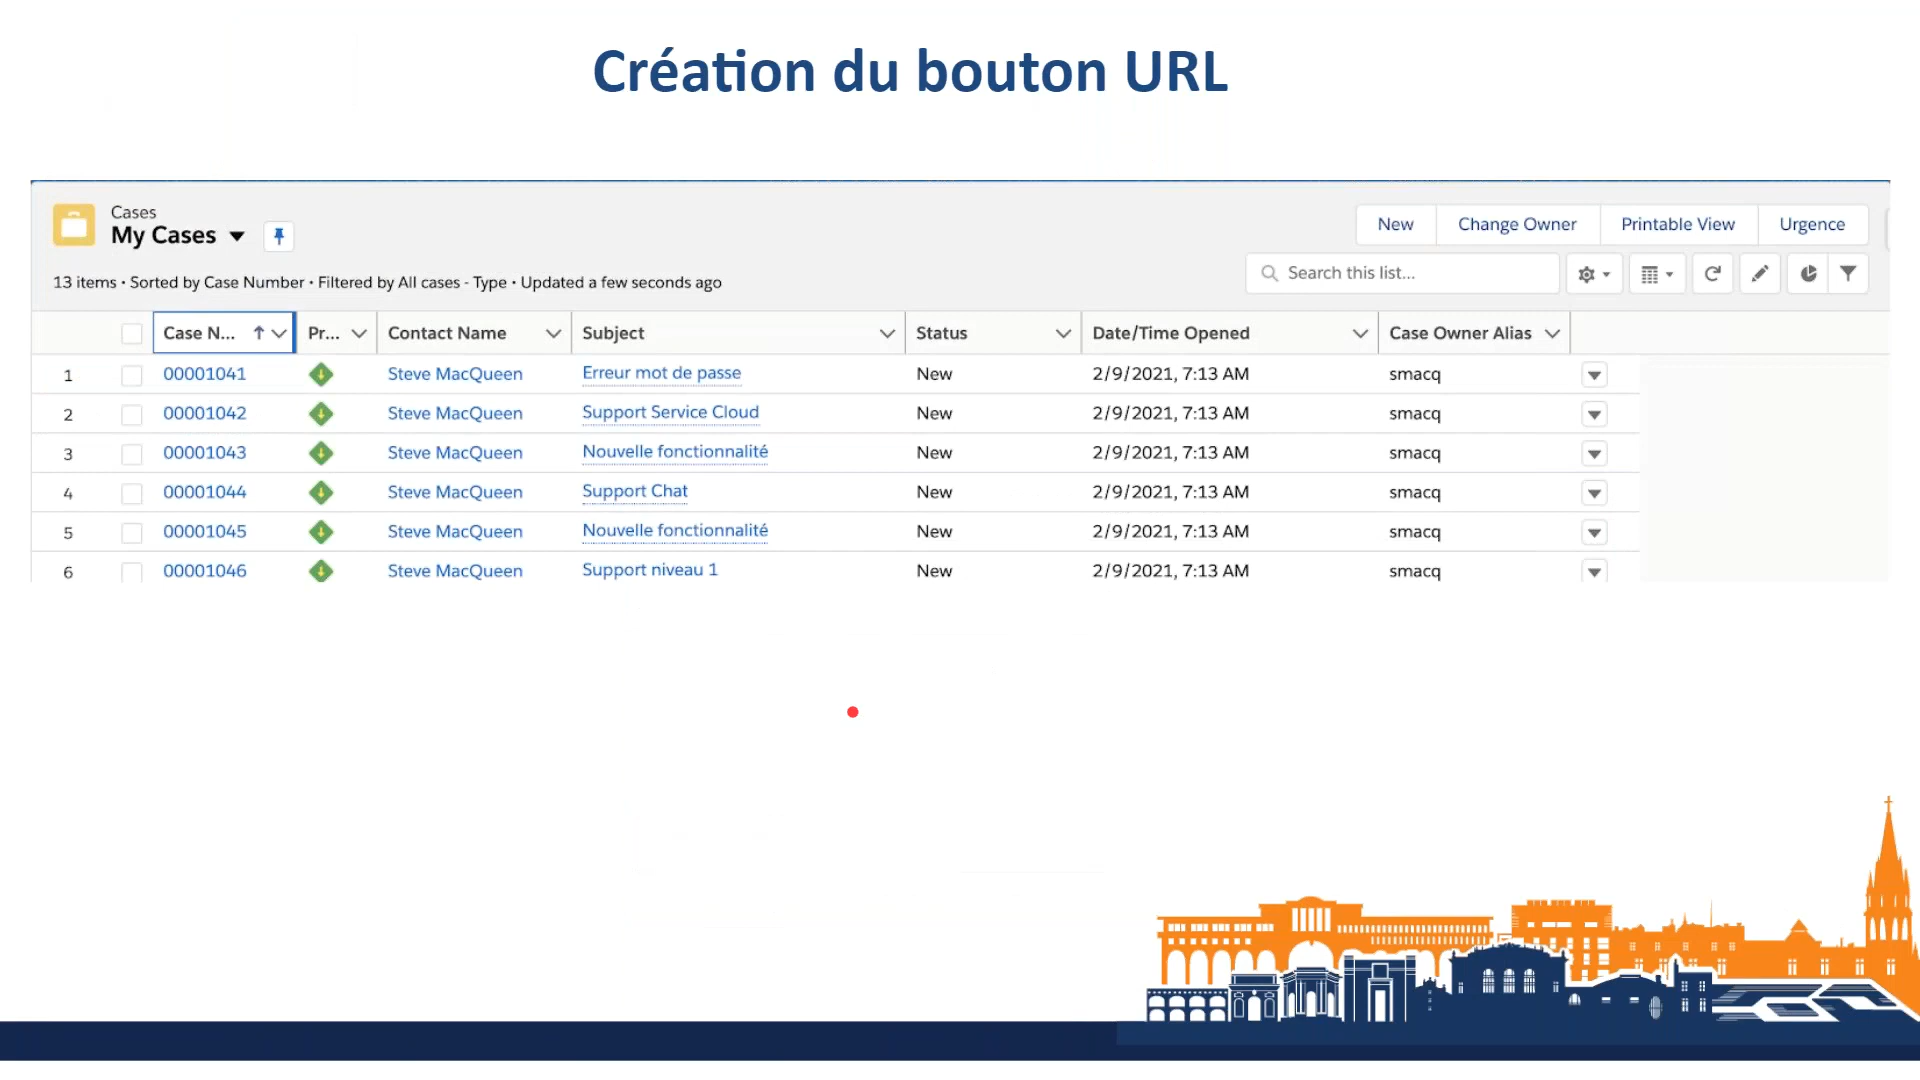 Création du bouton URL
Cases
My Cases
New Change Owner Printable View Urgence
13 items • Sorted by Case Number • Filtered by All cases - Type • Updated a few seconds ago
Search this list...
Case N... Pr... Contact Name Subject Status Date/Time Opened Case Owner Alias
1 00001041 Steve MacQueen Erreur mot de passe New 2/9/2021, 7:13 AM smacq
2 00001042 Steve MacQueen Support Service Cloud New 2/9/2021, 7:13 AM smacq
3 00001043 Steve MacQueen Nouvelle fonctionnalité New 2/9/2021, 7:13 AM smacq
4 00001044 Steve MacQueen Support Chat New 2/9/2021, 7:13 AM smacq
5 00001045 Steve MacQueen Nouvelle fonctionnalité New 2/9/2021, 7:13 AM smacq
6 00001046 Steve MacQueen Support niveau 1 New 2/9/2021, 7:13 AM smacq